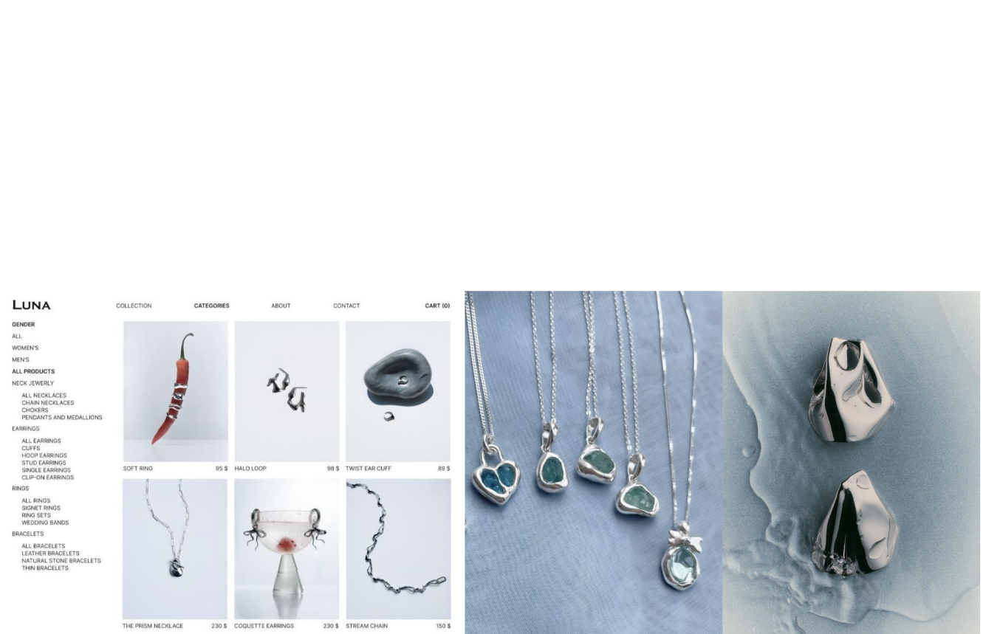 LUNA
COLLECTION CATEGORIES ABOUT CONTACT CART (0)
GENDER
ALL
WOMEN'S
MEN'S
ALL PRODUCTS
NECK JEWERLY
ALL NECKLACES
CHAIN NECKLACES
CHOKERS
PENDANTS AND MEDALLIONS
EARRINGS
ALL EARRINGS
CUFFS
HOOP EARRINGS
STUD EARRINGS
SINGLE EARRINGS
CLIP-ON EARRINGS
RINGS
ALL RINGS
SIGNET RINGS
RING SETS
WEDDING BANDS
BRACELETS
ALL BRACELETS
LEATHER BRACELETS
NATURAL STONE BRACELETS
THIN BRACELETS
SOFT RING 95 $
HALO LOOP 98 $
TWIST EAR CUFF 89 $
THE PRISM NECKLACE 230 $
COQUETTE EARRINGS 230 $
STREAM CHAIN 150 $